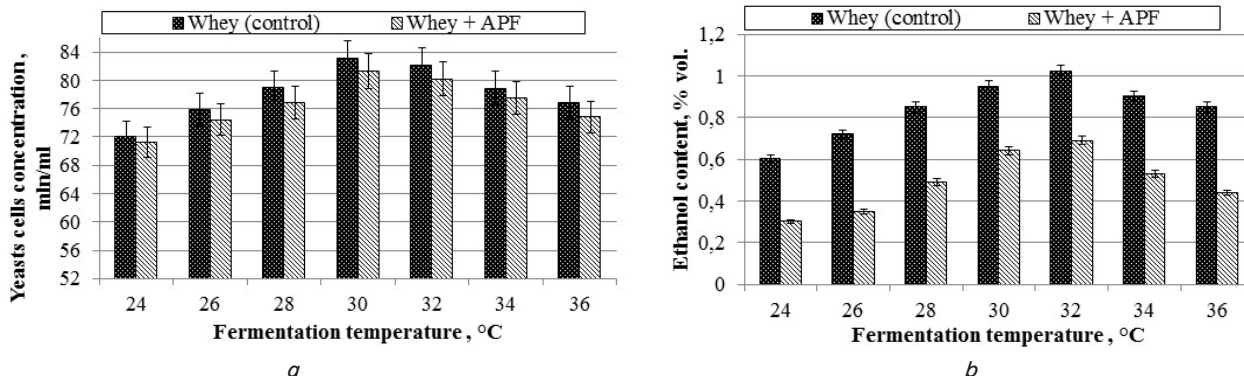 Whey (control) Whey + APF
Yeasts cells concentration ,
mln/ml
84
80
76
72
68
64
60
56
52
24 26 28 30 32 34 36
Fermentation temperature , °C
a
Whey (control) Whey + APF
Ethanol content, % vol.
1,2
1
0,8
0,6
0,4
0,2
0
24 26 28 30 32 34 36
Fermentation temperature , °C
b